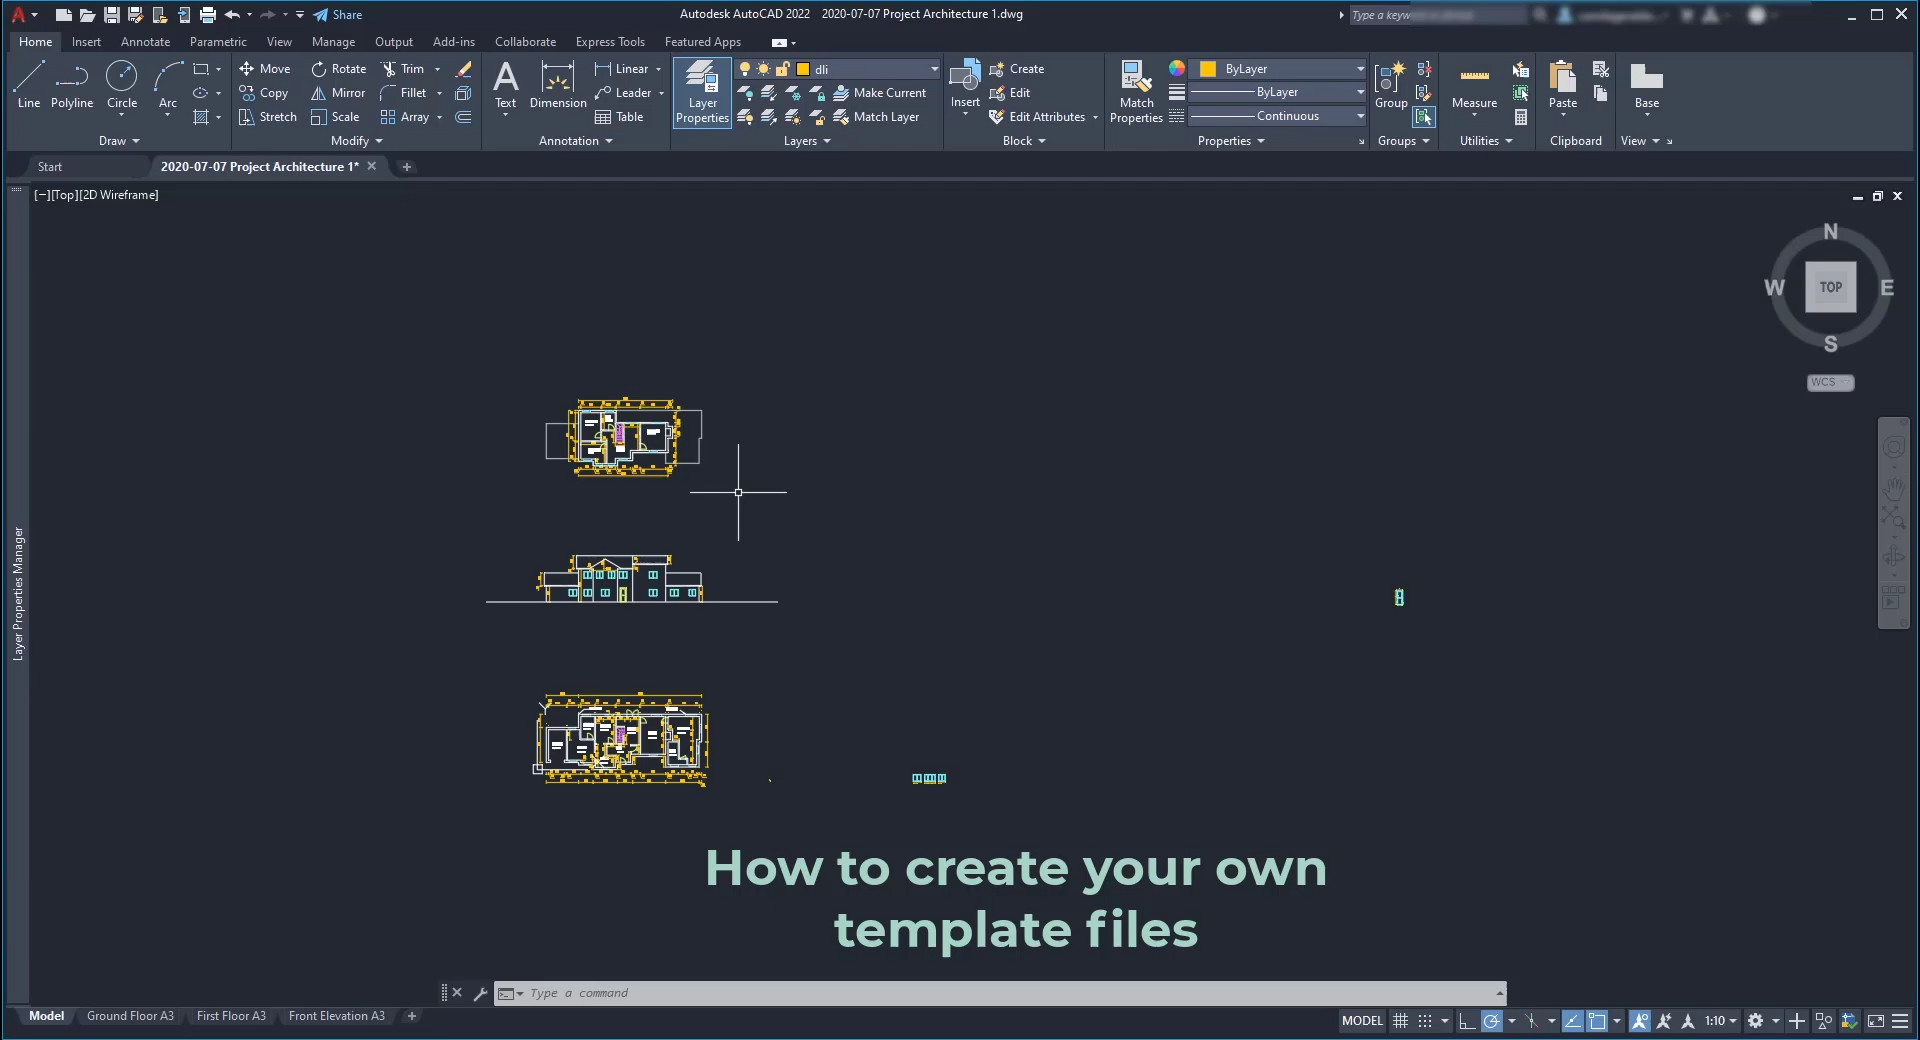 Share
Autodesk AutoCAD 2022 2020-07-07 Project Architecture 1.dwg
Home Insert Annotate Parametric View Manage Output Add-ins Collaborate Express Tools Featured Apps
Line Polyline Circle Arc
Draw
Move Rotate Trim
Copy Mirror Fillet
Stretch Scale Array
Modify
Text Dimension
Linear
Leader
Table
Annotation
Layer Properties
dli
Make Current
Match Layer
Layers
Insert
Create
Edit
Edit Attributes
Block
Match Properties
ByLayer
ByLayer
Continuous
Properties
Group
Groups
Measure
Utilities
Paste
Clipboard
Base
View
Start 2020-07-07 Project Architecture 1*
[−][Top][2D Wireframe]
N
W TOP E
S
WCS
Layer Properties Manager
How to create your own
template files
Type a command
Model Ground Floor A3 First Floor A3 Front Elevation A3
MODEL 1:10